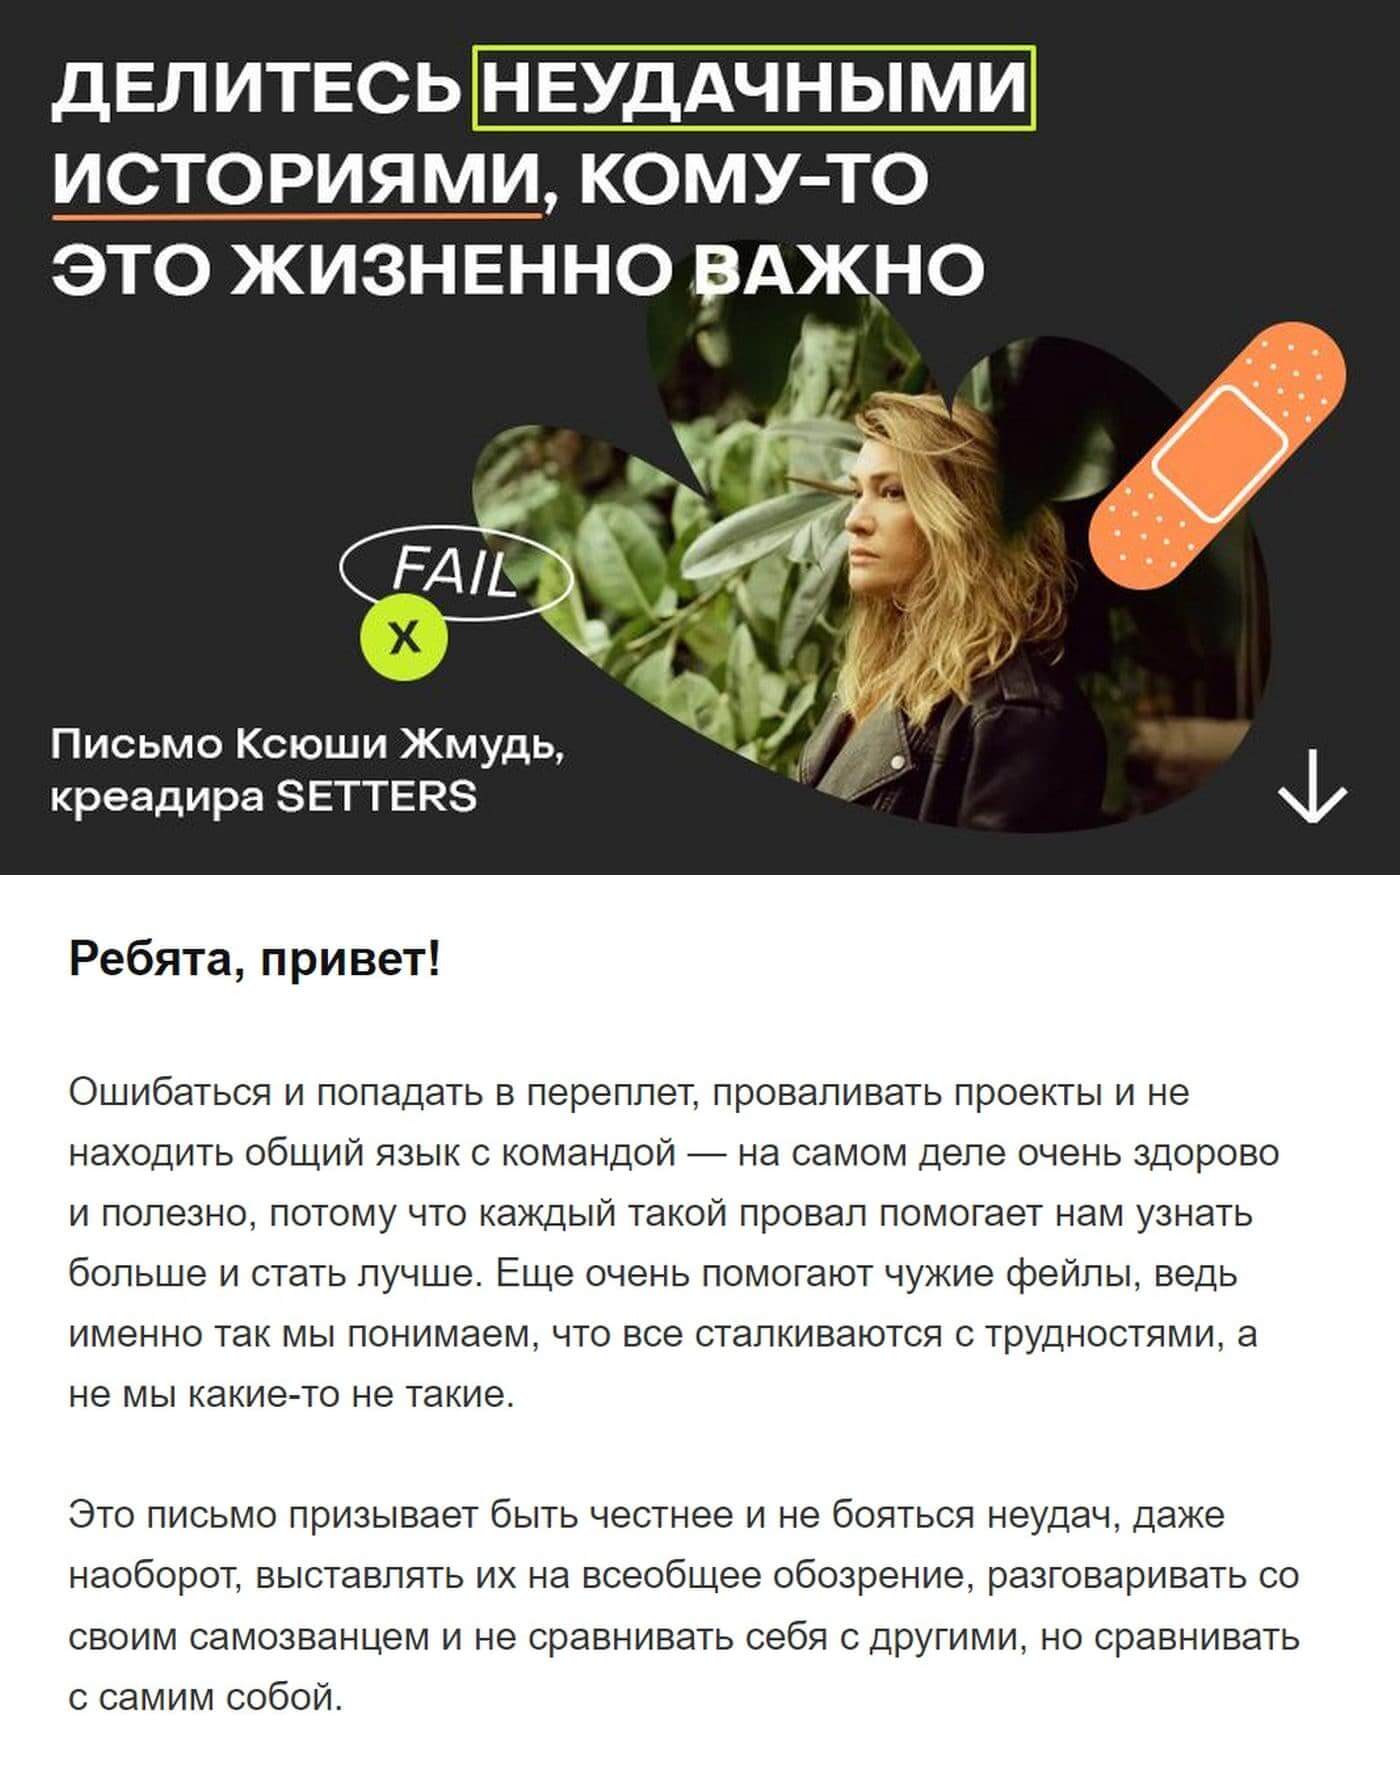 ДЕЛИТЕСЬ НЕУДАЧНЫМИ
ИСТОРИЯМИ, КОМУ-ТО
ЭТО ЖИЗНЕННО ВАЖНО
FAIL
X
Письмо Ксюши Жмудь,
креадира SETTERS
Ребята, привет!
Ошибаться и попадать в переплет, проваливать проекты и не
находить общий язык с командой — на самом деле очень здорово
и полезно, потому что каждый такой провал помогает нам узнать
больше и стать лучше. Еще очень помогают чужие фейлы, ведь
именно так мы понимаем, что все сталкиваются с трудностями, а
не мы какие-то не такие.
Это письмо призывает быть честнее и не бояться неудач, даже
наоборот, выставлять их на всеобщее обозрение, разговаривать со
своим самозванцем и не сравнивать себя с другими, но сравнивать
с самим собой.